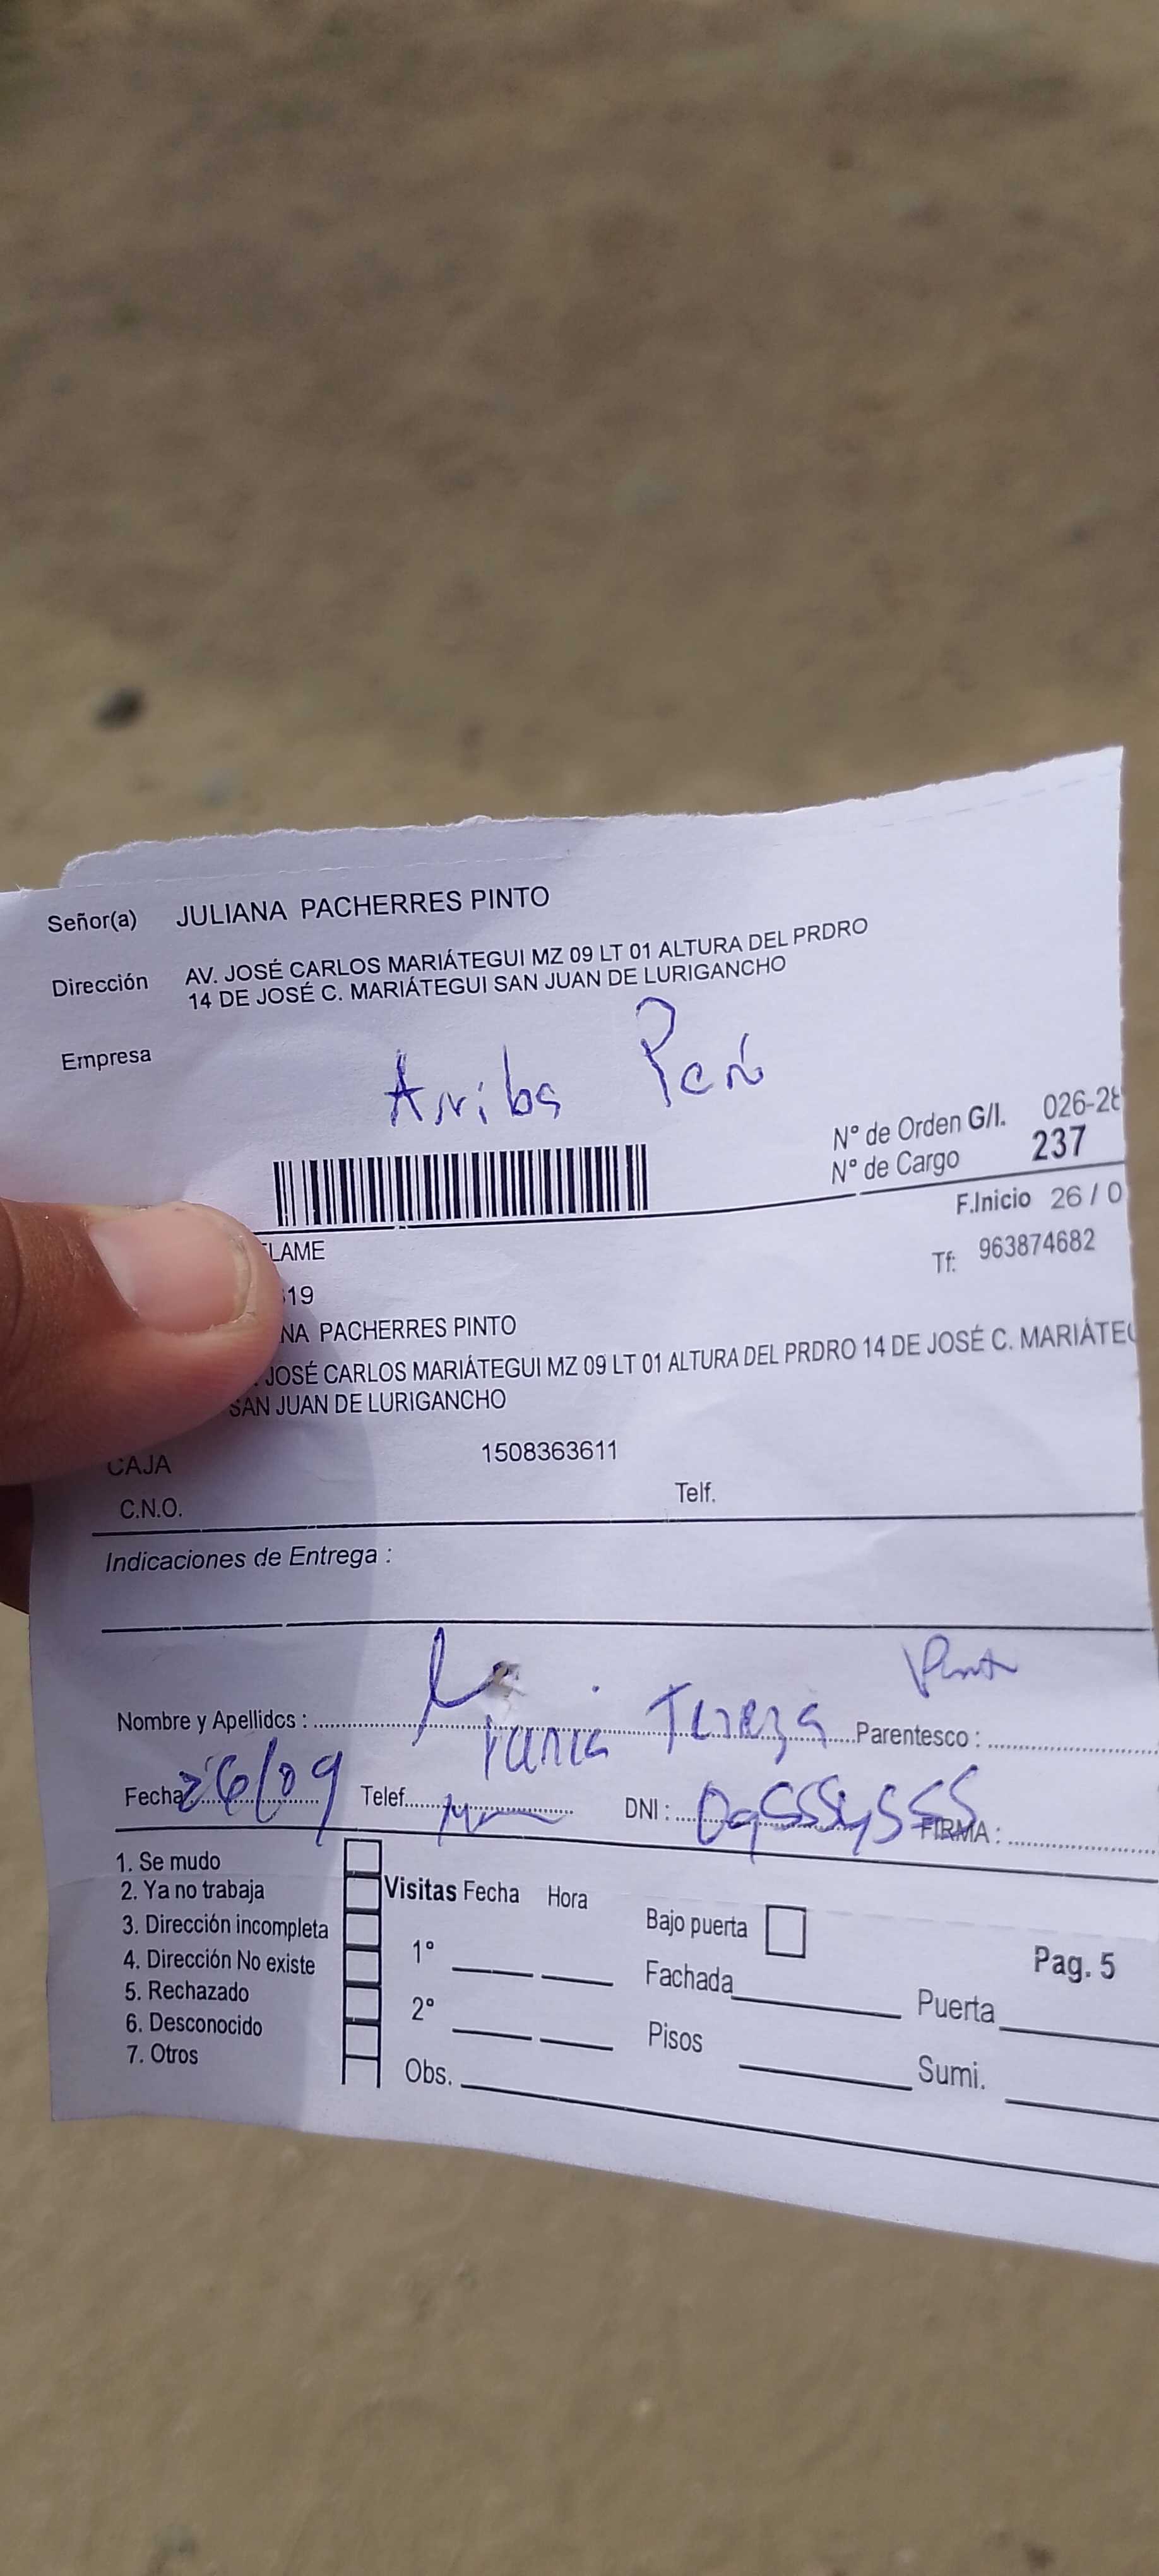 Señor(a) JULIANA PACHERRES PINTO
Dirección AV. JOSÉ CARLOS MARIÁTEGUI MZ 09 LT 01 ALTURA DEL PRDRO
14 DE JOSÉ C. MARIÁTEGUI SAN JUAN DE LURIGANCHO
Empresa
Arriba Perú
N° de Orden G/I. 026-28
N° de Cargo 237
F.Inicio 26 / 0
LAME
Tf: 963874682
19
NA PACHERRES PINTO
JOSÉ CARLOS MARIÁTEGUI MZ 09 LT 01 ALTURA DEL PRDRO 14 DE JOSÉ C. MARIÁTEG
SAN JUAN DE LURIGANCHO
CAJA 1508363611
C.N.O. Telf.
Indicaciones de Entrega :
Pinto
Nombre y Apellidos : Maria Tereza Parentesco :
Fecha 26/09 Telef. DNI : FIRMA :
1. Se mudo
2. Ya no trabaja
3. Dirección incompleta
4. Dirección No existe
5. Rechazado
6. Desconocido
7. Otros
Visitas Fecha Hora
1°
2°
Obs.
Bajo puerta
Fachada
Pisos
Pag. 5
Puerta
Sumi.